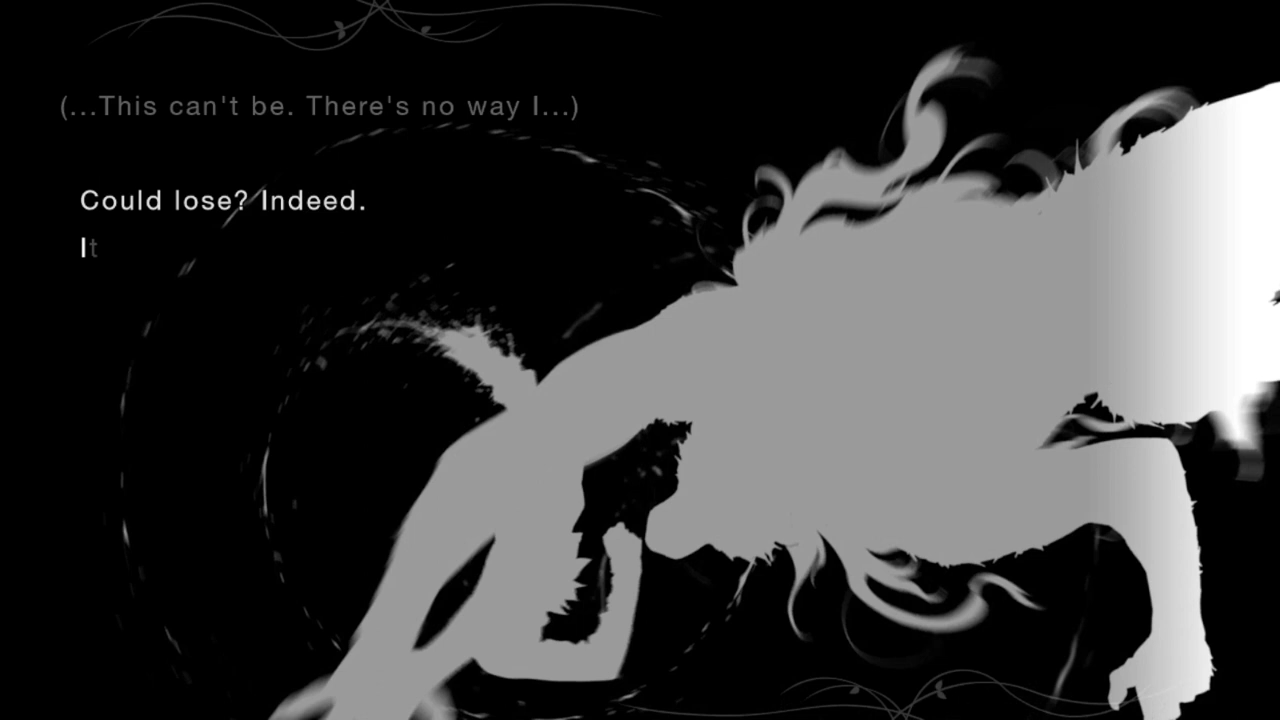 (...This can't be. There's no way I...)
Could lose? Indeed.
It